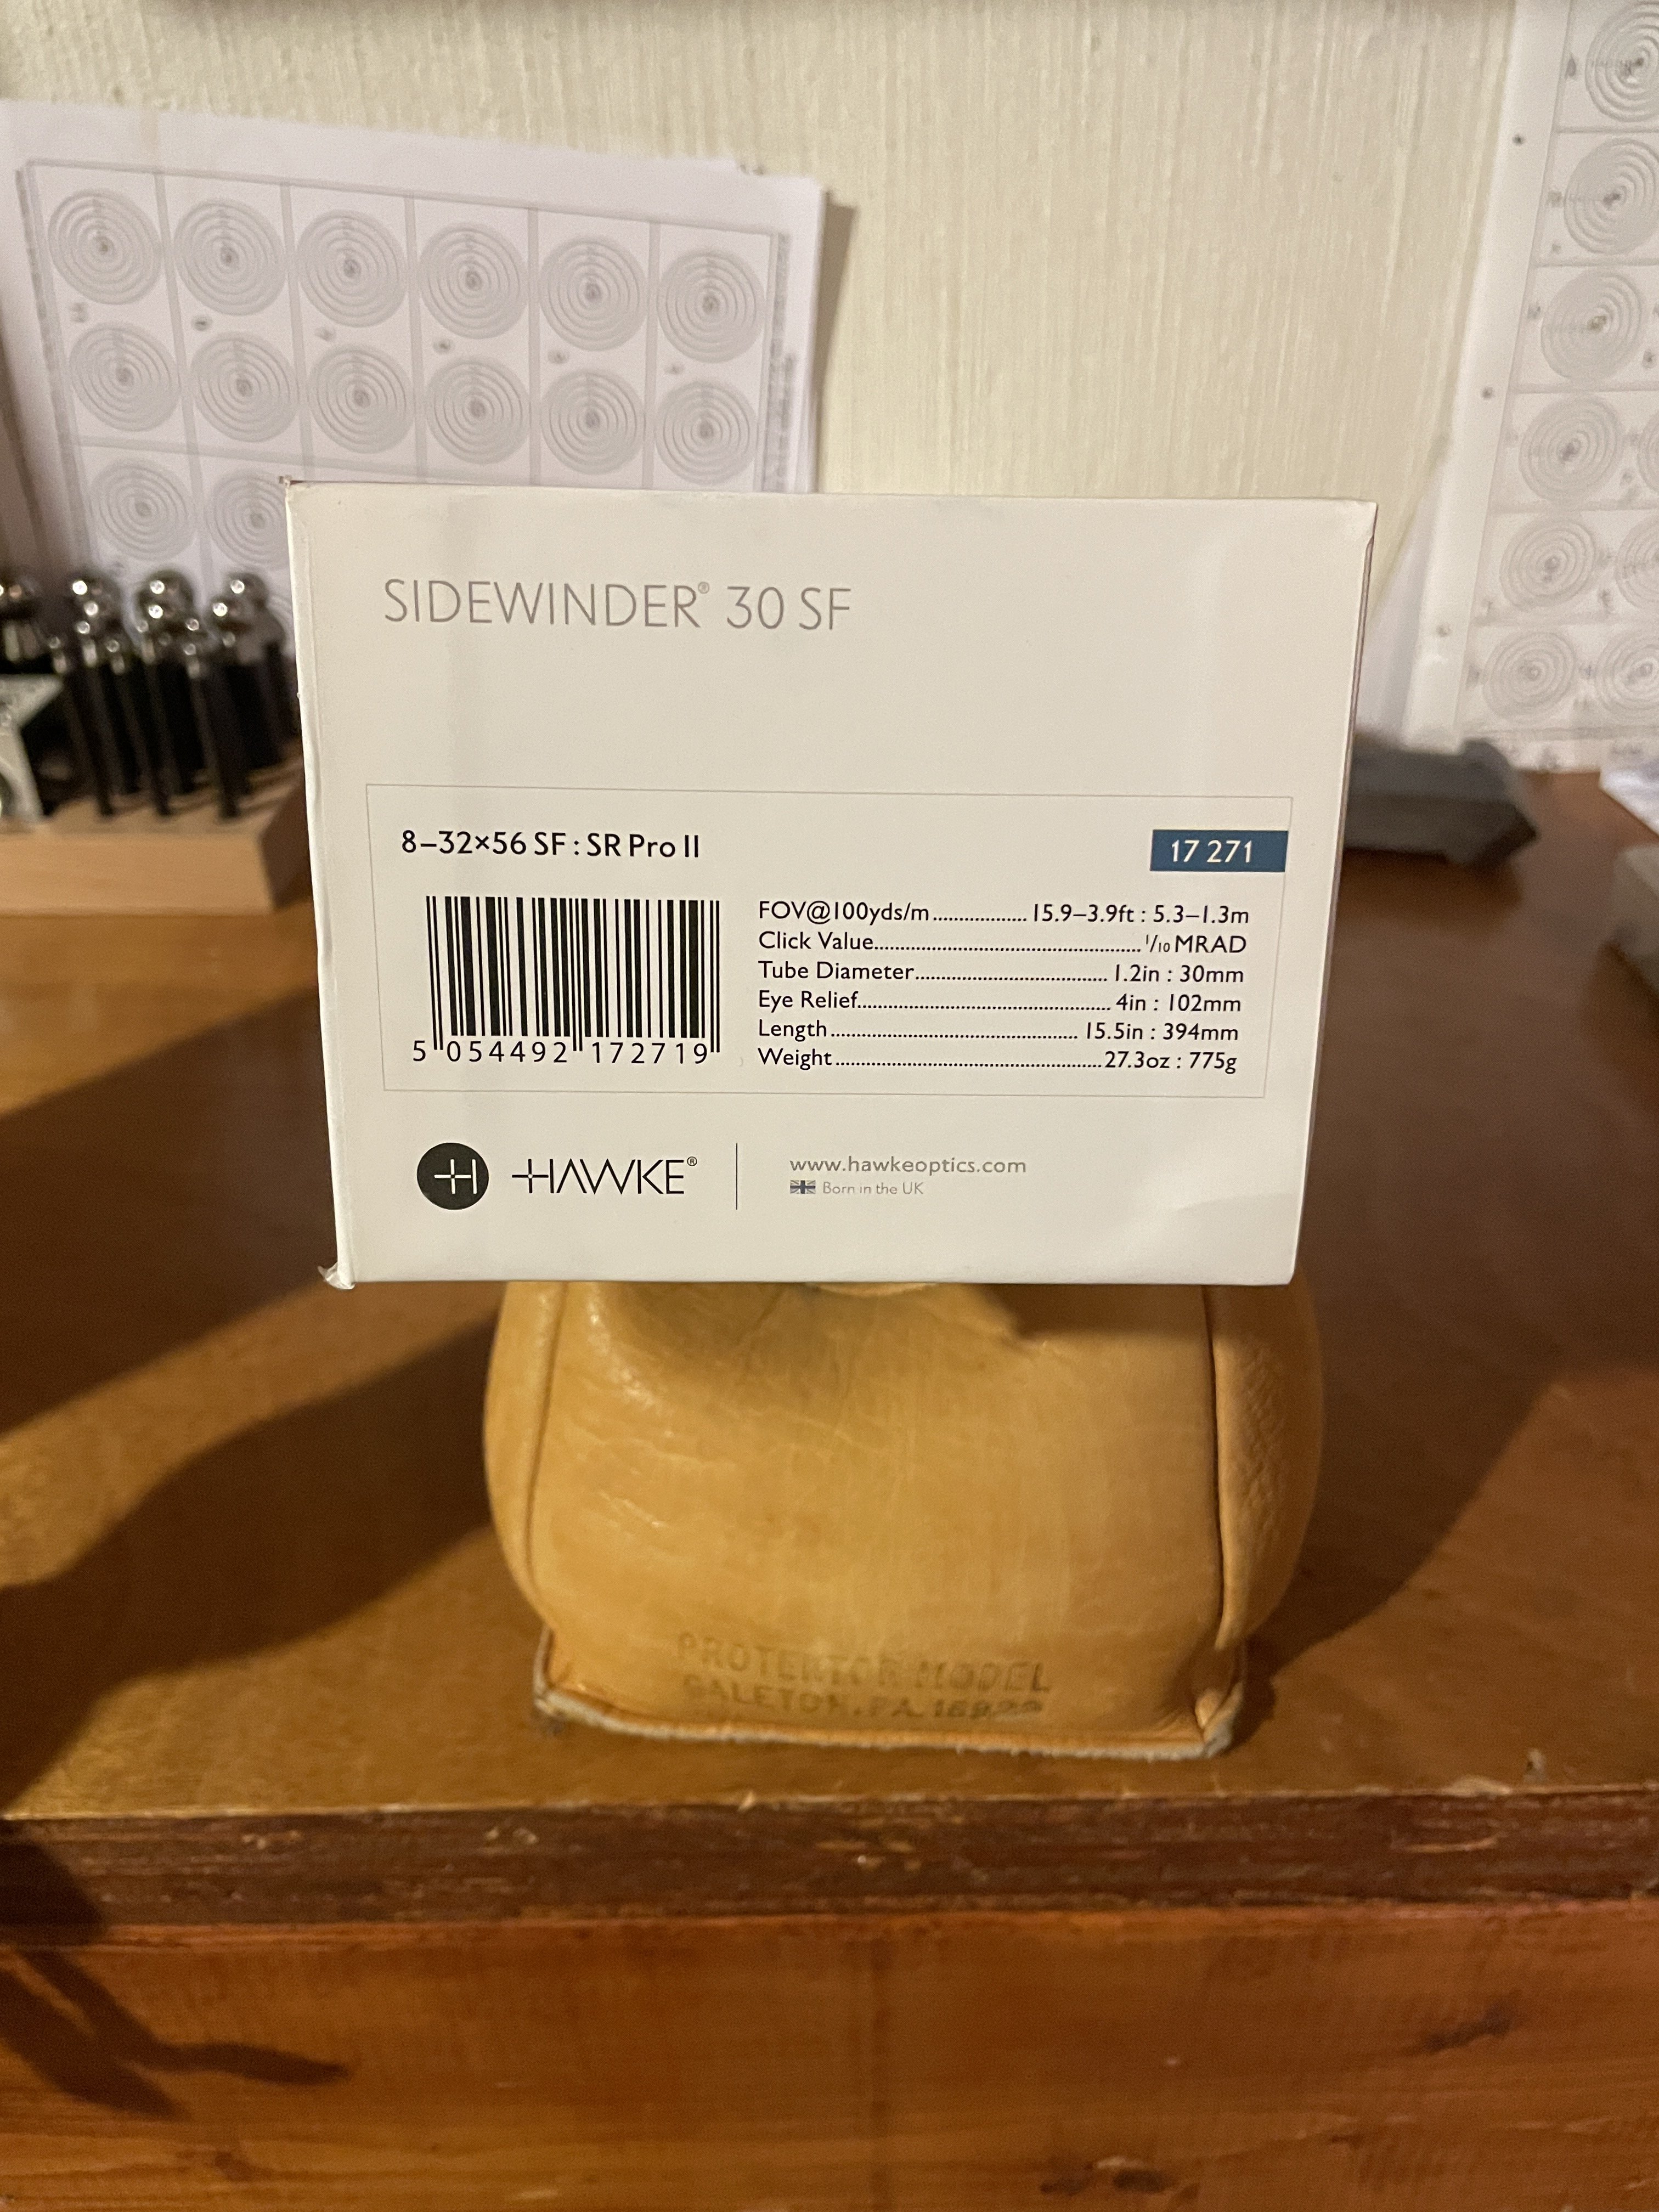 SIDEWINDER® 30 SF
8–32×56 SF : SR Pro II
17 271
FOV@100yds/m.................. 15.9–3.9ft : 5.3–1.3m
Click Value.................................................. 1/10 MRAD
Tube Diameter.................................... 1.2in : 30mm
Eye Relief............................................... 4in : 102mm
Length.............................................. 15.5in : 394mm
Weight.................................................. 27.3oz : 775g
5 054492 172719
H HAWKE®
www.hawkeoptics.com
Born in the UK
PROTEKTOR MODEL
GALETON, PA.